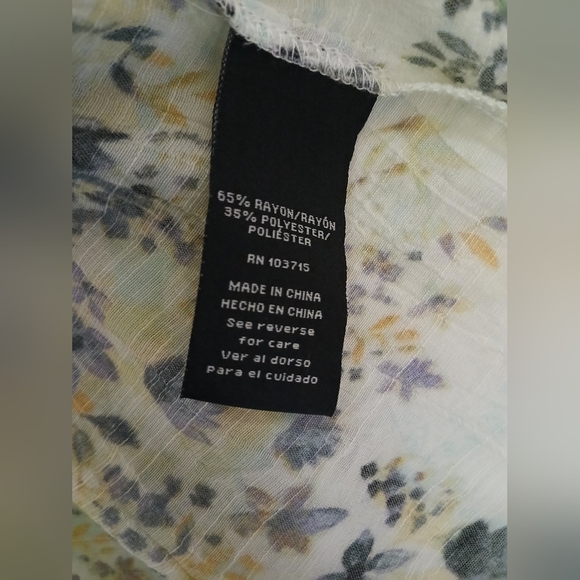 65% RAYON/RAYÓN
35% POLYESTER/
POLIÉSTER
RN 103715
MADE IN CHINA
HECHO EN CHINA
See reverse
for care
Ver al dorso
para el cuidado